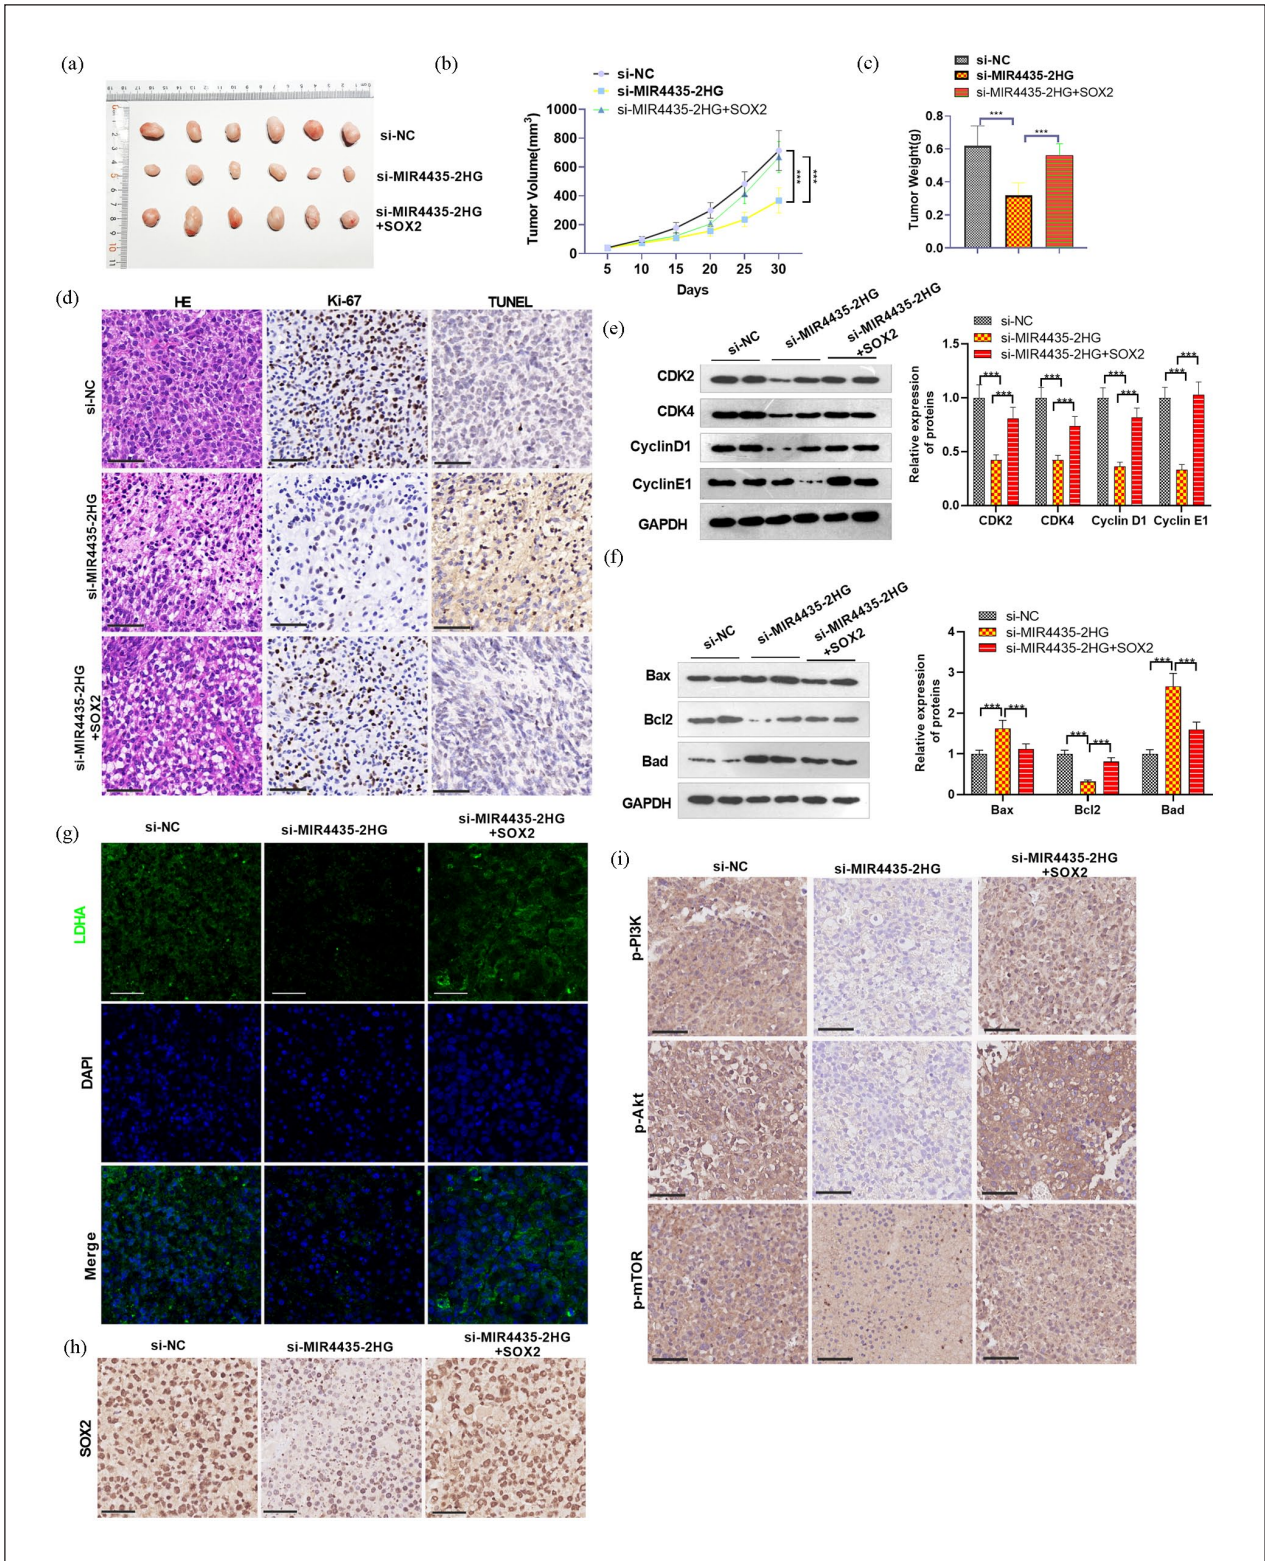 (a)
si-NC
si-MIR4435-2HG
si-MIR4435-2HG
+SOX2
(b)
si-NC
si-MIR4435-2HG
si-MIR4435-2HG+SOX2
Tumor Volume(mm³)
1000
800
600
400
200
0
5 10 15 20 25 30
Days
***
***
(c)
si-NC
si-MIR4435-2HG
si-MIR4435-2HG+SOX2
Tumor Weight(g)
0.8
0.6
0.4
0.2
0.0
***
***
(d)
HE Ki-67 TUNEL
si-NC
si-MIR4435-2HG
si-MIR4435-2HG
+SOX2
(e)
si-NC
si-MIR4435-2HG
si-MIR4435-2HG
+SOX2
CDK2
CDK4
CyclinD1
CyclinE1
GAPDH
si-NC
si-MIR4435-2HG
si-MIR4435-2HG+SOX2
Relative expression
of proteins
1.5
1.0
0.5
0.0
*** *** *** ***
*** *** *** ***
CDK2 CDK4 Cyclin D1 Cyclin E1
(f)
si-NC
si-MIR4435-2HG
si-MIR4435-2HG
+SOX2
Bax
Bcl2
Bad
GAPDH
si-NC
si-MIR4435-2HG
si-MIR4435-2HG+SOX2
Relative expression
of proteins
4
3
2
1
0
*** ***
*** ***
*** ***
Bax Bcl2 Bad
(g)
si-NC
si-MIR4435-2HG
si-MIR4435-2HG
+SOX2
LDHA
DAPI
Merge
(h)
si-NC
si-MIR4435-2HG
si-MIR4435-2HG
+SOX2
SOX2
(i)
si-NC
si-MIR4435-2HG
si-MIR4435-2HG
+SOX2
p-PI3K
p-Akt
p-mTOR